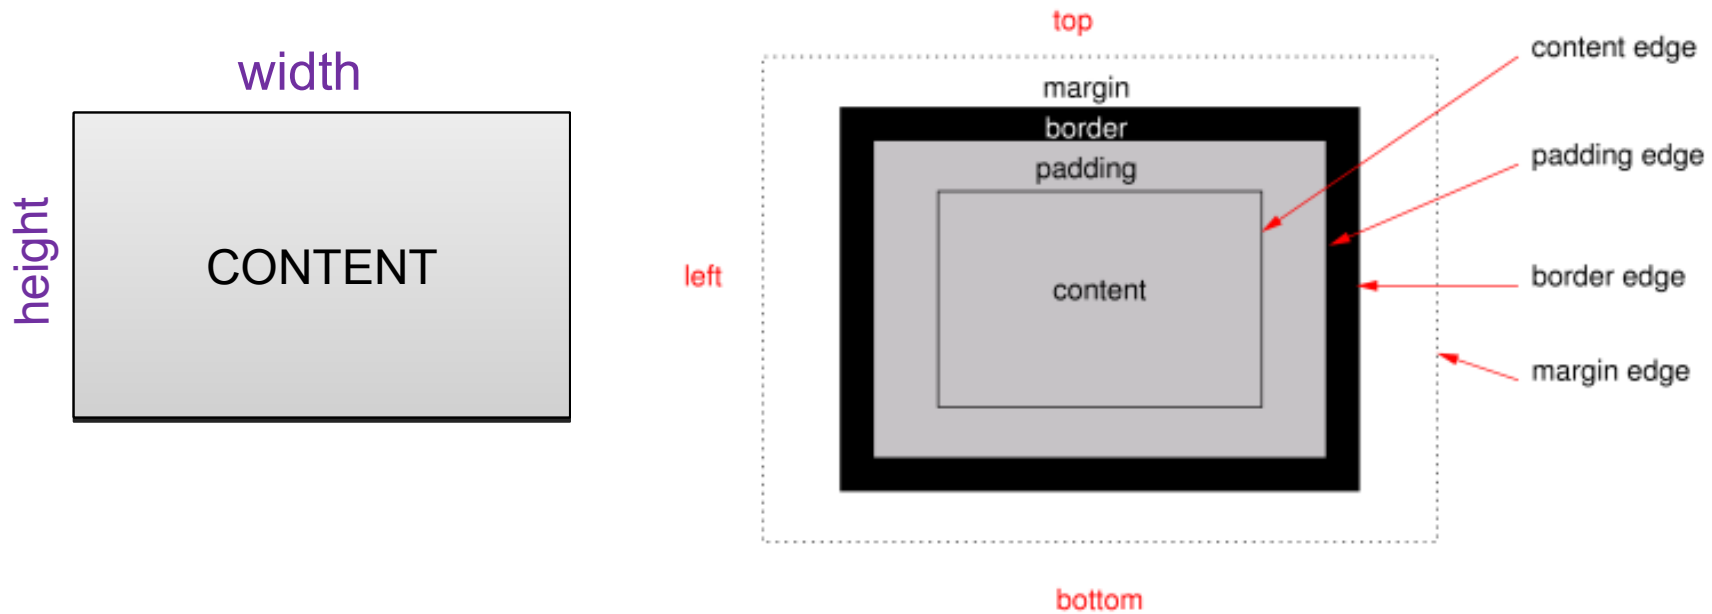 width
height
CONTENT
top
margin
border
padding
content
left
bottom
content edge
padding edge
border edge
margin edge